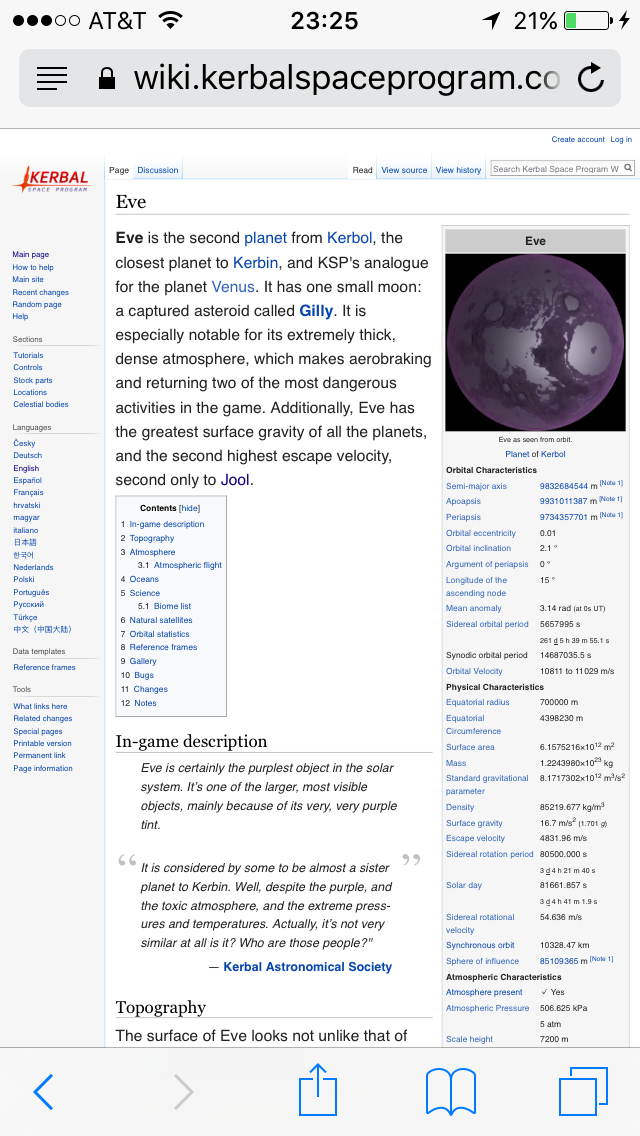 AT&T 23:25 21%
wiki.kerbalspaceprogram.co
Create account Log in
KERBAL
SPACE PROGRAM
Page Discussion Read View source View history Search Kerbal Space Program W
Main page
How to help
Main site
Recent changes
Random page
Help
Sections
Tutorials
Controls
Stock parts
Locations
Celestial bodies
Languages
Česky
Deutsch
English
Español
Français
hrvatski
magyar
italiano
日本語
한국어
Nederlands
Polski
Português
Русский
Türkçe
中文（中国大陆）
Data templates
Reference frames
Tools
What links here
Related changes
Special pages
Printable version
Permanent link
Page information
Eve
Eve is the second planet from Kerbol, the
closest planet to Kerbin, and KSP's analogue
for the planet Venus. It has one small moon:
a captured asteroid called Gilly. It is
especially notable for its extremely thick,
dense atmosphere, which makes aerobraking
and returning two of the most dangerous
activities in the game. Additionally, Eve has
the greatest surface gravity of all the planets,
and the second highest escape velocity,
second only to Jool.
Contents [hide]
1 In-game description
2 Topography
3 Atmosphere
3.1 Atmospheric flight
4 Oceans
5 Science
5.1 Biome list
6 Natural satellites
7 Orbital statistics
8 Reference frames
9 Gallery
10 Bugs
11 Changes
12 Notes
In-game description
Eve is certainly the purplest object in the solar
system. It's one of the larger, most visible
objects, mainly because of its very, very purple
tint.
“ It is considered by some to be almost a sister ”
planet to Kerbin. Well, despite the purple, and
the toxic atmosphere, and the extreme press-
ures and temperatures. Actually, it's not very
similar at all is it? Who are those people?"
— Kerbal Astronomical Society
Topography
The surface of Eve looks not unlike that of
Eve
Eve as seen from orbit.
Planet of Kerbol
Orbital Characteristics
Semi-major axis 9832684544 m [Note 1]
Apoapsis 9931011387 m [Note 1]
Periapsis 9734357701 m [Note 1]
Orbital eccentricity 0.01
Orbital inclination 2.1 °
Argument of periapsis 0 °
Longitude of the 15 °
ascending node
Mean anomaly 3.14 rad (at 0s UT)
Sidereal orbital period 5657995 s
261 d 5 h 39 m 55.1 s
Synodic orbital period 14687035.5 s
Orbital Velocity 10811 to 11029 m/s
Physical Characteristics
Equatorial radius 700000 m
Equatorial 4398230 m
Circumference
Surface area 6.1575216×10¹² m²
Mass 1.2243980×10²³ kg
Standard gravitational 8.1717302×10¹² m³/s²
parameter
Density 85219.677 kg/m³
Surface gravity 16.7 m/s² (1.701 g)
Escape velocity 4831.96 m/s
Sidereal rotation period 80500.000 s
3 d 4 h 21 m 40 s
Solar day 81661.857 s
3 d 4 h 41 m 1.9 s
Sidereal rotational 54.636 m/s
velocity
Synchronous orbit 10328.47 km
Sphere of influence 85109365 m [Note 1]
Atmospheric Characteristics
Atmosphere present ✓ Yes
Atmospheric Pressure 506.625 kPa
5 atm
Scale height 7200 m